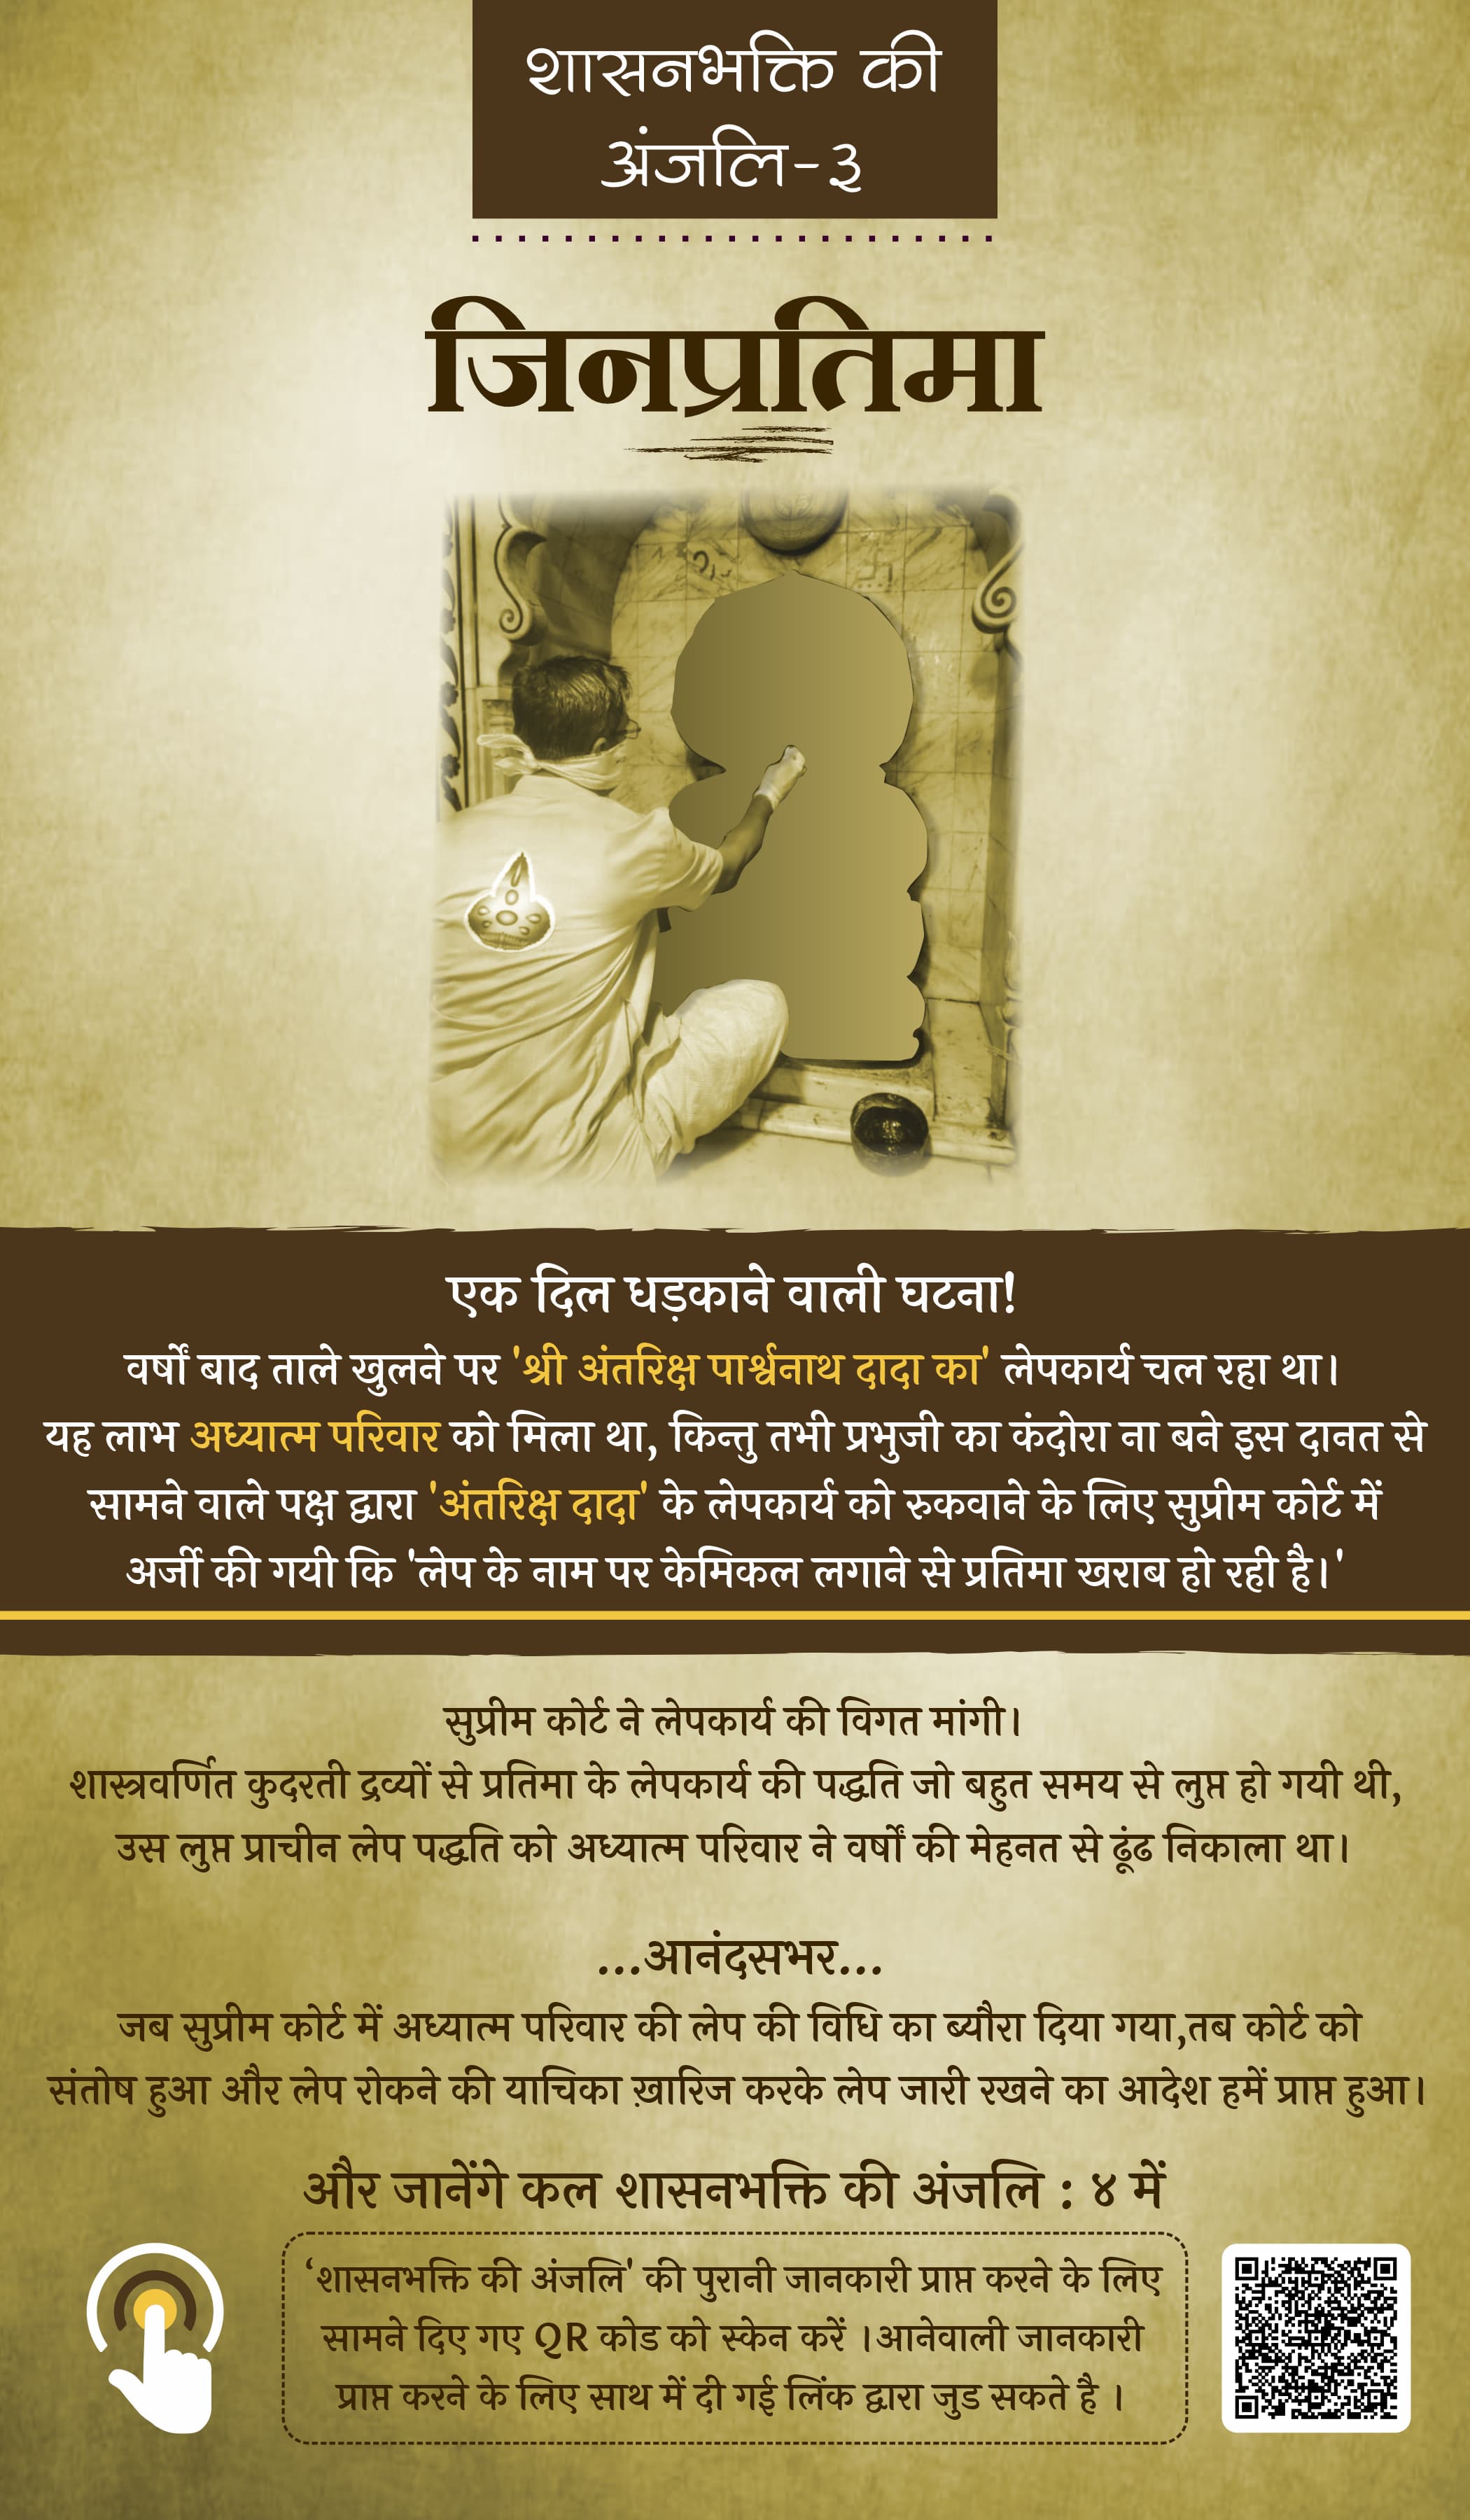 शासनभक्ति की
अंजलि-३
जिनप्रतिमा
एक दिल धड़काने वाली घटना!
वर्षों बाद ताले खुलने पर 'श्री अंतरिक्ष पार्श्वनाथ दादा का' लेपकार्य चल रहा था।
यह लाभ अध्यात्म परिवार को मिला था, किन्तु तभी प्रभुजी का कंदोरा ना बने इस दानत से
सामने वाले पक्ष द्वारा 'अंतरिक्ष दादा' के लेपकार्य को रुकवाने के लिए सुप्रीम कोर्ट में
अर्जी की गयी कि 'लेप के नाम पर केमिकल लगाने से प्रतिमा खराब हो रही है।'
सुप्रीम कोर्ट ने लेपकार्य की विगत मांगी।
शास्त्रवर्णित कुदरती द्रव्यों से प्रतिमा के लेपकार्य की पद्धति जो बहुत समय से लुप्त हो गयी थी,
उस लुप्त प्राचीन लेप पद्धति को अध्यात्म परिवार ने वर्षों की मेहनत से ढूंढ निकाला था।
...आनंदसभर...
जब सुप्रीम कोर्ट में अध्यात्म परिवार की लेप की विधि का ब्यौरा दिया गया,तब कोर्ट को
संतोष हुआ और लेप रोकने की याचिका ख़ारिज करके लेप जारी रखने का आदेश हमें प्राप्त हुआ।
और जानेंगे कल शासनभक्ति की अंजलि : ४ में
‘शासनभक्ति की अंजलि' की पुरानी जानकारी प्राप्त करने के लिए
सामने दिए गए QR कोड को स्केन करें ।आनेवाली जानकारी
प्राप्त करने के लिए साथ में दी गई लिंक द्वारा जुड सकते है ।